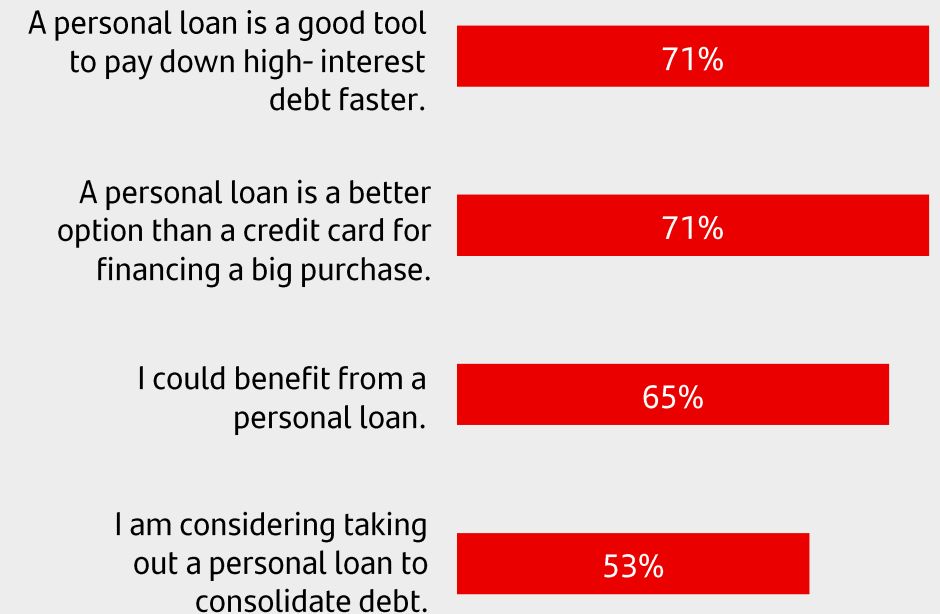 A personal loan is a good tool
to pay down high- interest
debt faster.
71%
A personal loan is a better
option than a credit card for
financing a big purchase.
71%
I could benefit from a
personal loan.
65%
I am considering taking
out a personal loan to
consolidate debt.
53%